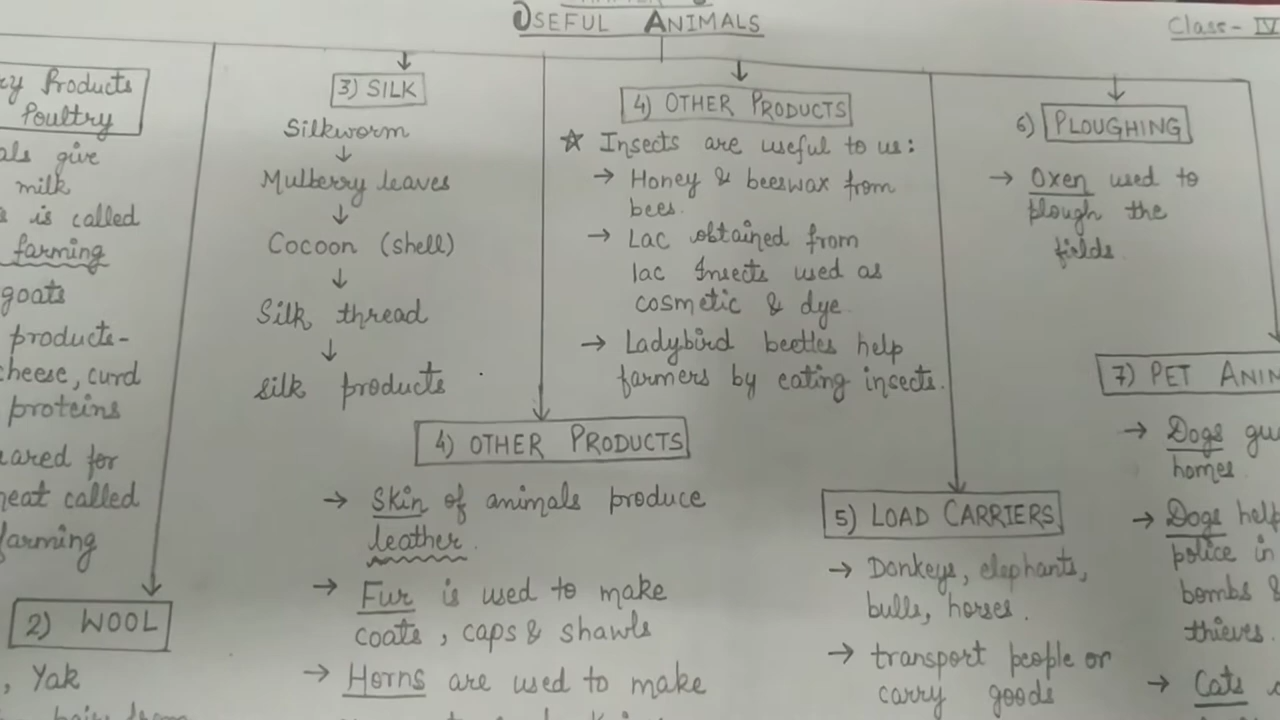 USEFUL ANIMALS
Class- IV
Products
Poultry
give
milk
is called
farming
goats
products-
cheese, curd
proteins
for
called
farming
2) WOOL
, Yak
3) SILK
Silkworm
↓
Mulberry leaves
↓
Cocoon (shell)
↓
Silk thread
↓
silk products
4) OTHER PRODUCTS
→ Skin of animals produce
leather.
→ Fur is used to make
coats, caps & shawls
→ Horns are used to make
4) OTHER PRODUCTS
☆ Insects are useful to us:
→ Honey & beeswax from
bees.
→ Lac obtained from
lac Insects used as
cosmetic & dye.
→ Ladybird beetles help
farmers by eating insects.
5) LOAD CARRIERS
→ Donkeys, elephants,
bulls, horses.
→ transport people or
carry goods
6) PLOUGHING
→ Oxen used to
plough the
fields.
7) PET
→ Dogs
homes.
→ Dogs help
police in
bombs &
thieves.
→ Cats